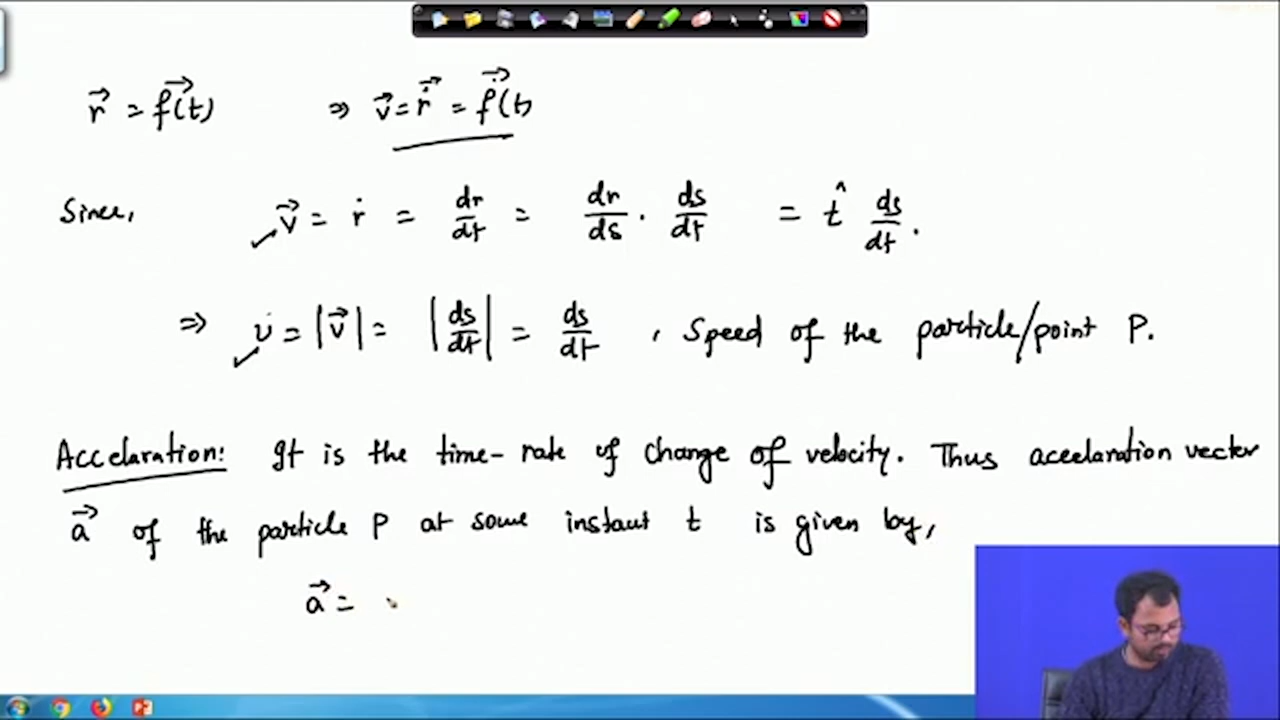 r⃗ = f⃗(t) ⇒ v⃗ = ṙ⃗ = ḟ⃗(t)
Since, v⃗ = ṙ = dr/dt = dr/ds · ds/dt = t̂ ds/dt.
⇒ v = |v⃗| = |ds/dt| = ds/dt , Speed of the particle/point P.
Accelaration: It is the time-rate of change of velocity. Thus accelaration vector
a⃗ of the particle P at some instant t is given by,
a⃗ =